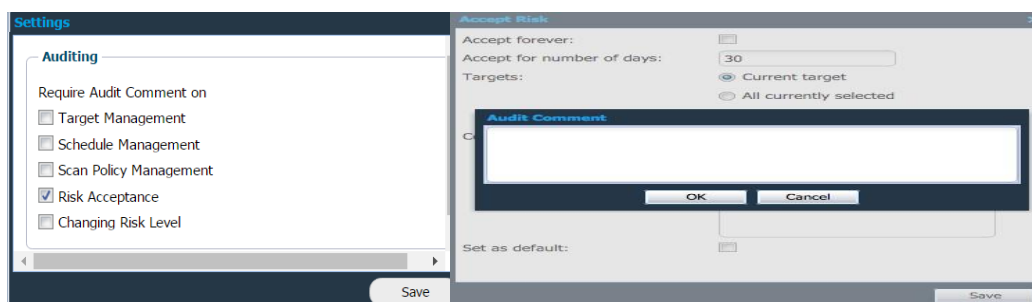 Settings
Auditing
Require Audit Comment on
Target Management
Schedule Management
Scan Policy Management
Risk Acceptance
Changing Risk Level
Save
Accept Risk
Accept forever:
Accept for number of days: 30
Targets: Current target
All currently selected
Audit Comment
OK Cancel
Set as default:
Save